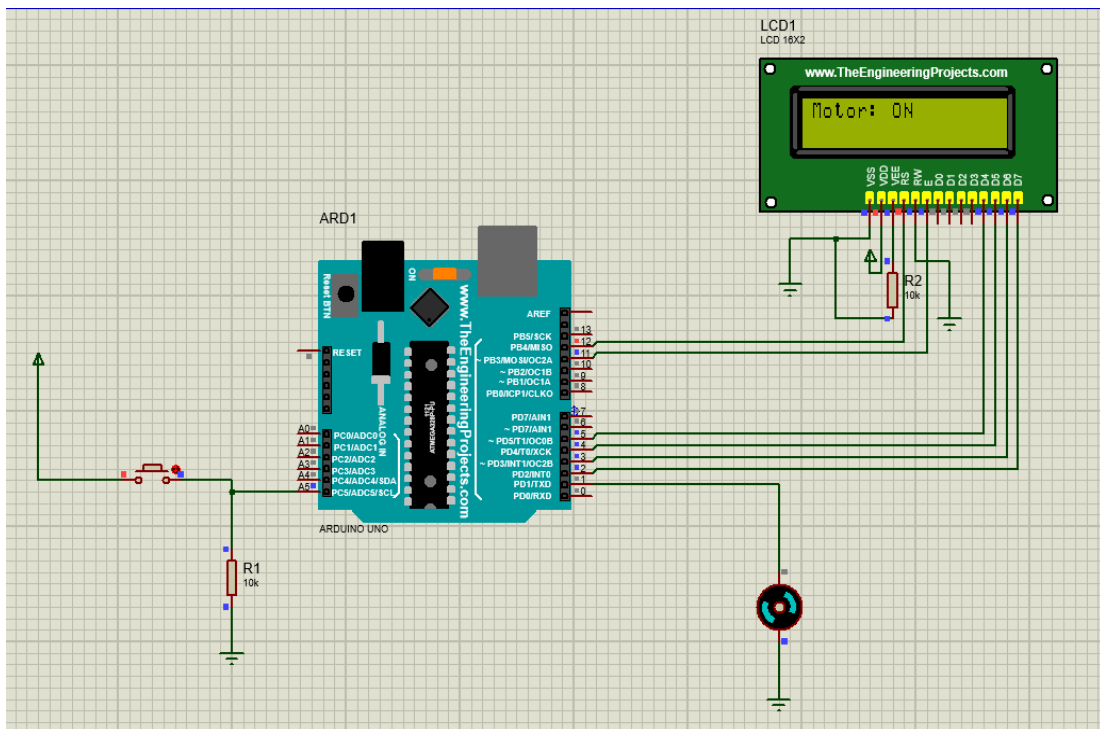 LCD1
LCD 16X2
www.TheEngineeringProjects.com
Motor: ON
VSS
VDD
VEE
RS
RW
E
D0
D1
D2
D3
D4
D5
D6
D7
R2
10k
ARD1
Reset BTN
ON
www.TheEngineeringProjects.com
RESET
ANALOG IN
ATMEGA328P-PU
1121
AREF
PB5/SCK
13
PB4/MISO
12
~ PB3/MOSI/OC2A
11
~ PB2/OC1B
10
~ PB1/OC1A
9
PB0/ICP1/CLKO
8
PD7/AIN1
7
~ PD7/AIN1
6
~ PD5/T1/OC0B
5
PD4/T0/XCK
4
~ PD3/INT1/OC2B
3
PD2/INT0
2
PD1/TXD
1
PD0/RXD
0
A0
PC0/ADC0
A1
PC1/ADC1
A2
PC2/ADC2
A3
PC3/ADC3
A4
PC4/ADC4/SDA
A5
PC5/ADC5/SCL
ARDUINO UNO
R1
10k